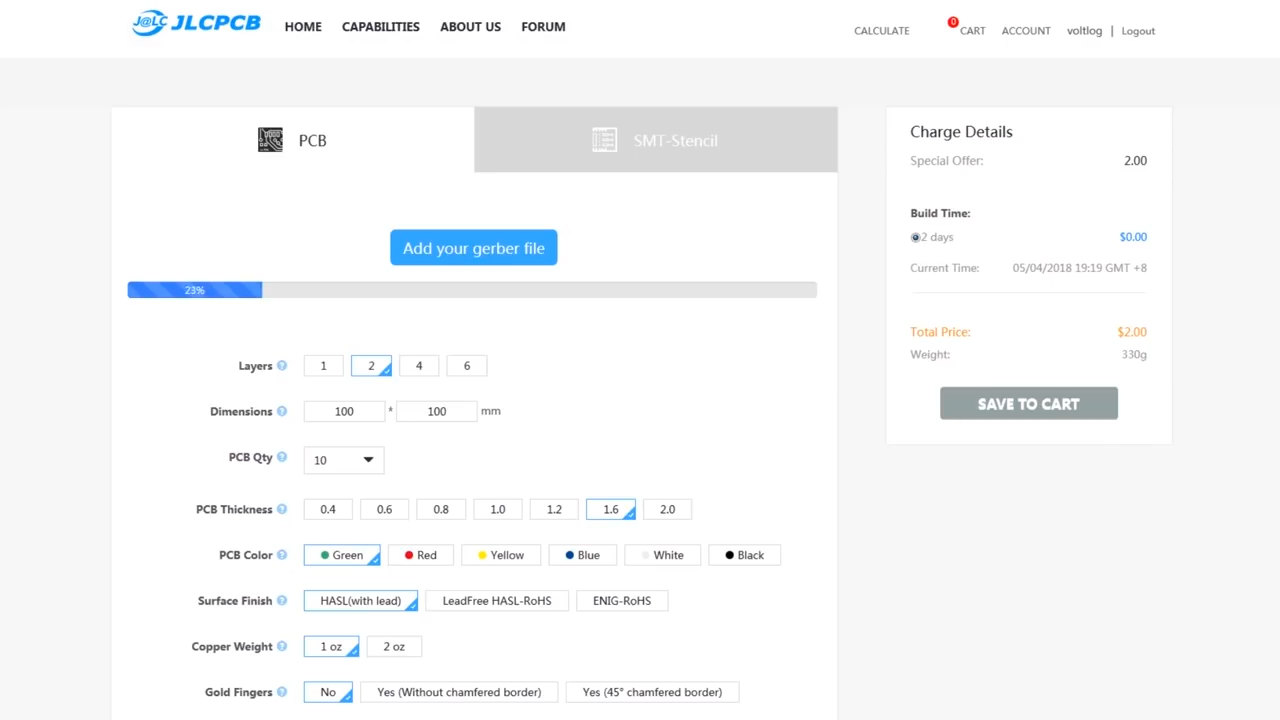 J@LC JLCPCB HOME CAPABILITIES ABOUT US FORUM CALCULATE 0 CART ACCOUNT voltlog | Logout
PCB SMT-Stencil
Add your gerber file
23%
Layers ? 1 2 4 6
Dimensions ? 100 * 100 mm
PCB Qty ? 10
PCB Thickness ? 0.4 0.6 0.8 1.0 1.2 1.6 2.0
PCB Color ? Green Red Yellow Blue White Black
Surface Finish ? HASL(with lead) LeadFree HASL-RoHS ENIG-RoHS
Copper Weight ? 1 oz 2 oz
Gold Fingers ? No Yes (Without chamfered border) Yes (45° chamfered border)
Charge Details
Special Offer: 2.00
Build Time:
2 days $0.00
Current Time: 05/04/2018 19:19 GMT +8
Total Price: $2.00
Weight: 330g
SAVE TO CART